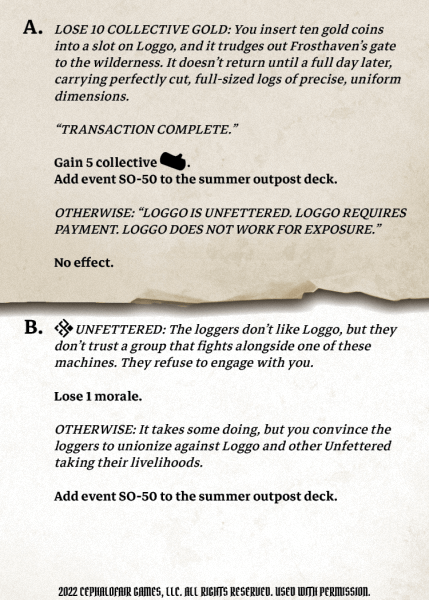 A. LOSE 10 COLLECTIVE GOLD: You insert ten gold coins
into a slot on Loggo, and it trudges out Frosthaven's gate
to the wilderness. It doesn't return until a full day later,
carrying perfectly cut, full-sized logs of precise, uniform
dimensions.
“TRANSACTION COMPLETE.”
Gain 5 collective .
Add event SO-50 to the summer outpost deck.
OTHERWISE: “LOGGO IS UNFETTERED. LOGGO REQUIRES
PAYMENT. LOGGO DOES NOT WORK FOR EXPOSURE.”
No effect.
B. UNFETTERED: The loggers don't like Loggo, but they
don't trust a group that fights alongside one of these
machines. They refuse to engage with you.
Lose 1 morale.
OTHERWISE: It takes some doing, but you convince the
loggers to unionize against Loggo and other Unfettered
taking their livelihoods.
Add event SO-50 to the summer outpost deck.
2022 CEPHALOFAIR GAMES, LLC. ALL RIGHTS RESERVED. USED WITH PERMISSION.